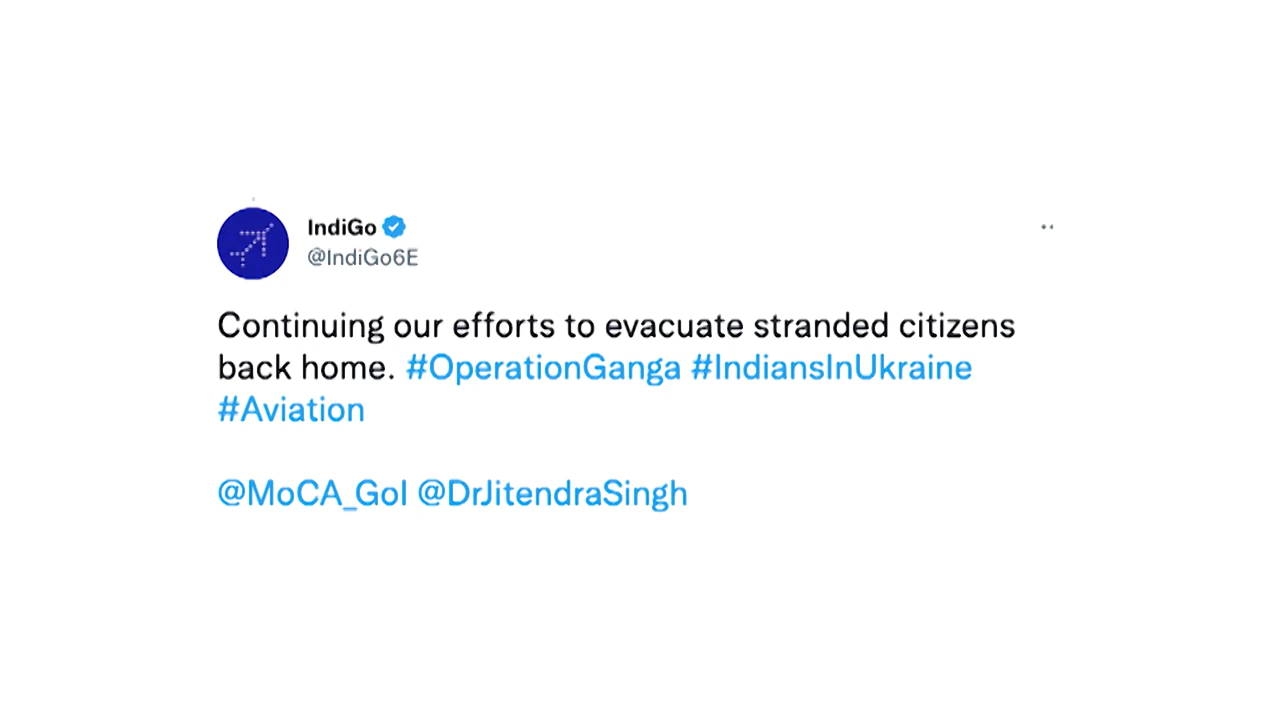 IndiGo
@IndiGo6E
Continuing our efforts to evacuate stranded citizens
back home. #OperationGanga #IndiansInUkraine
#Aviation
@MoCA_GoI @DrJitendraSingh